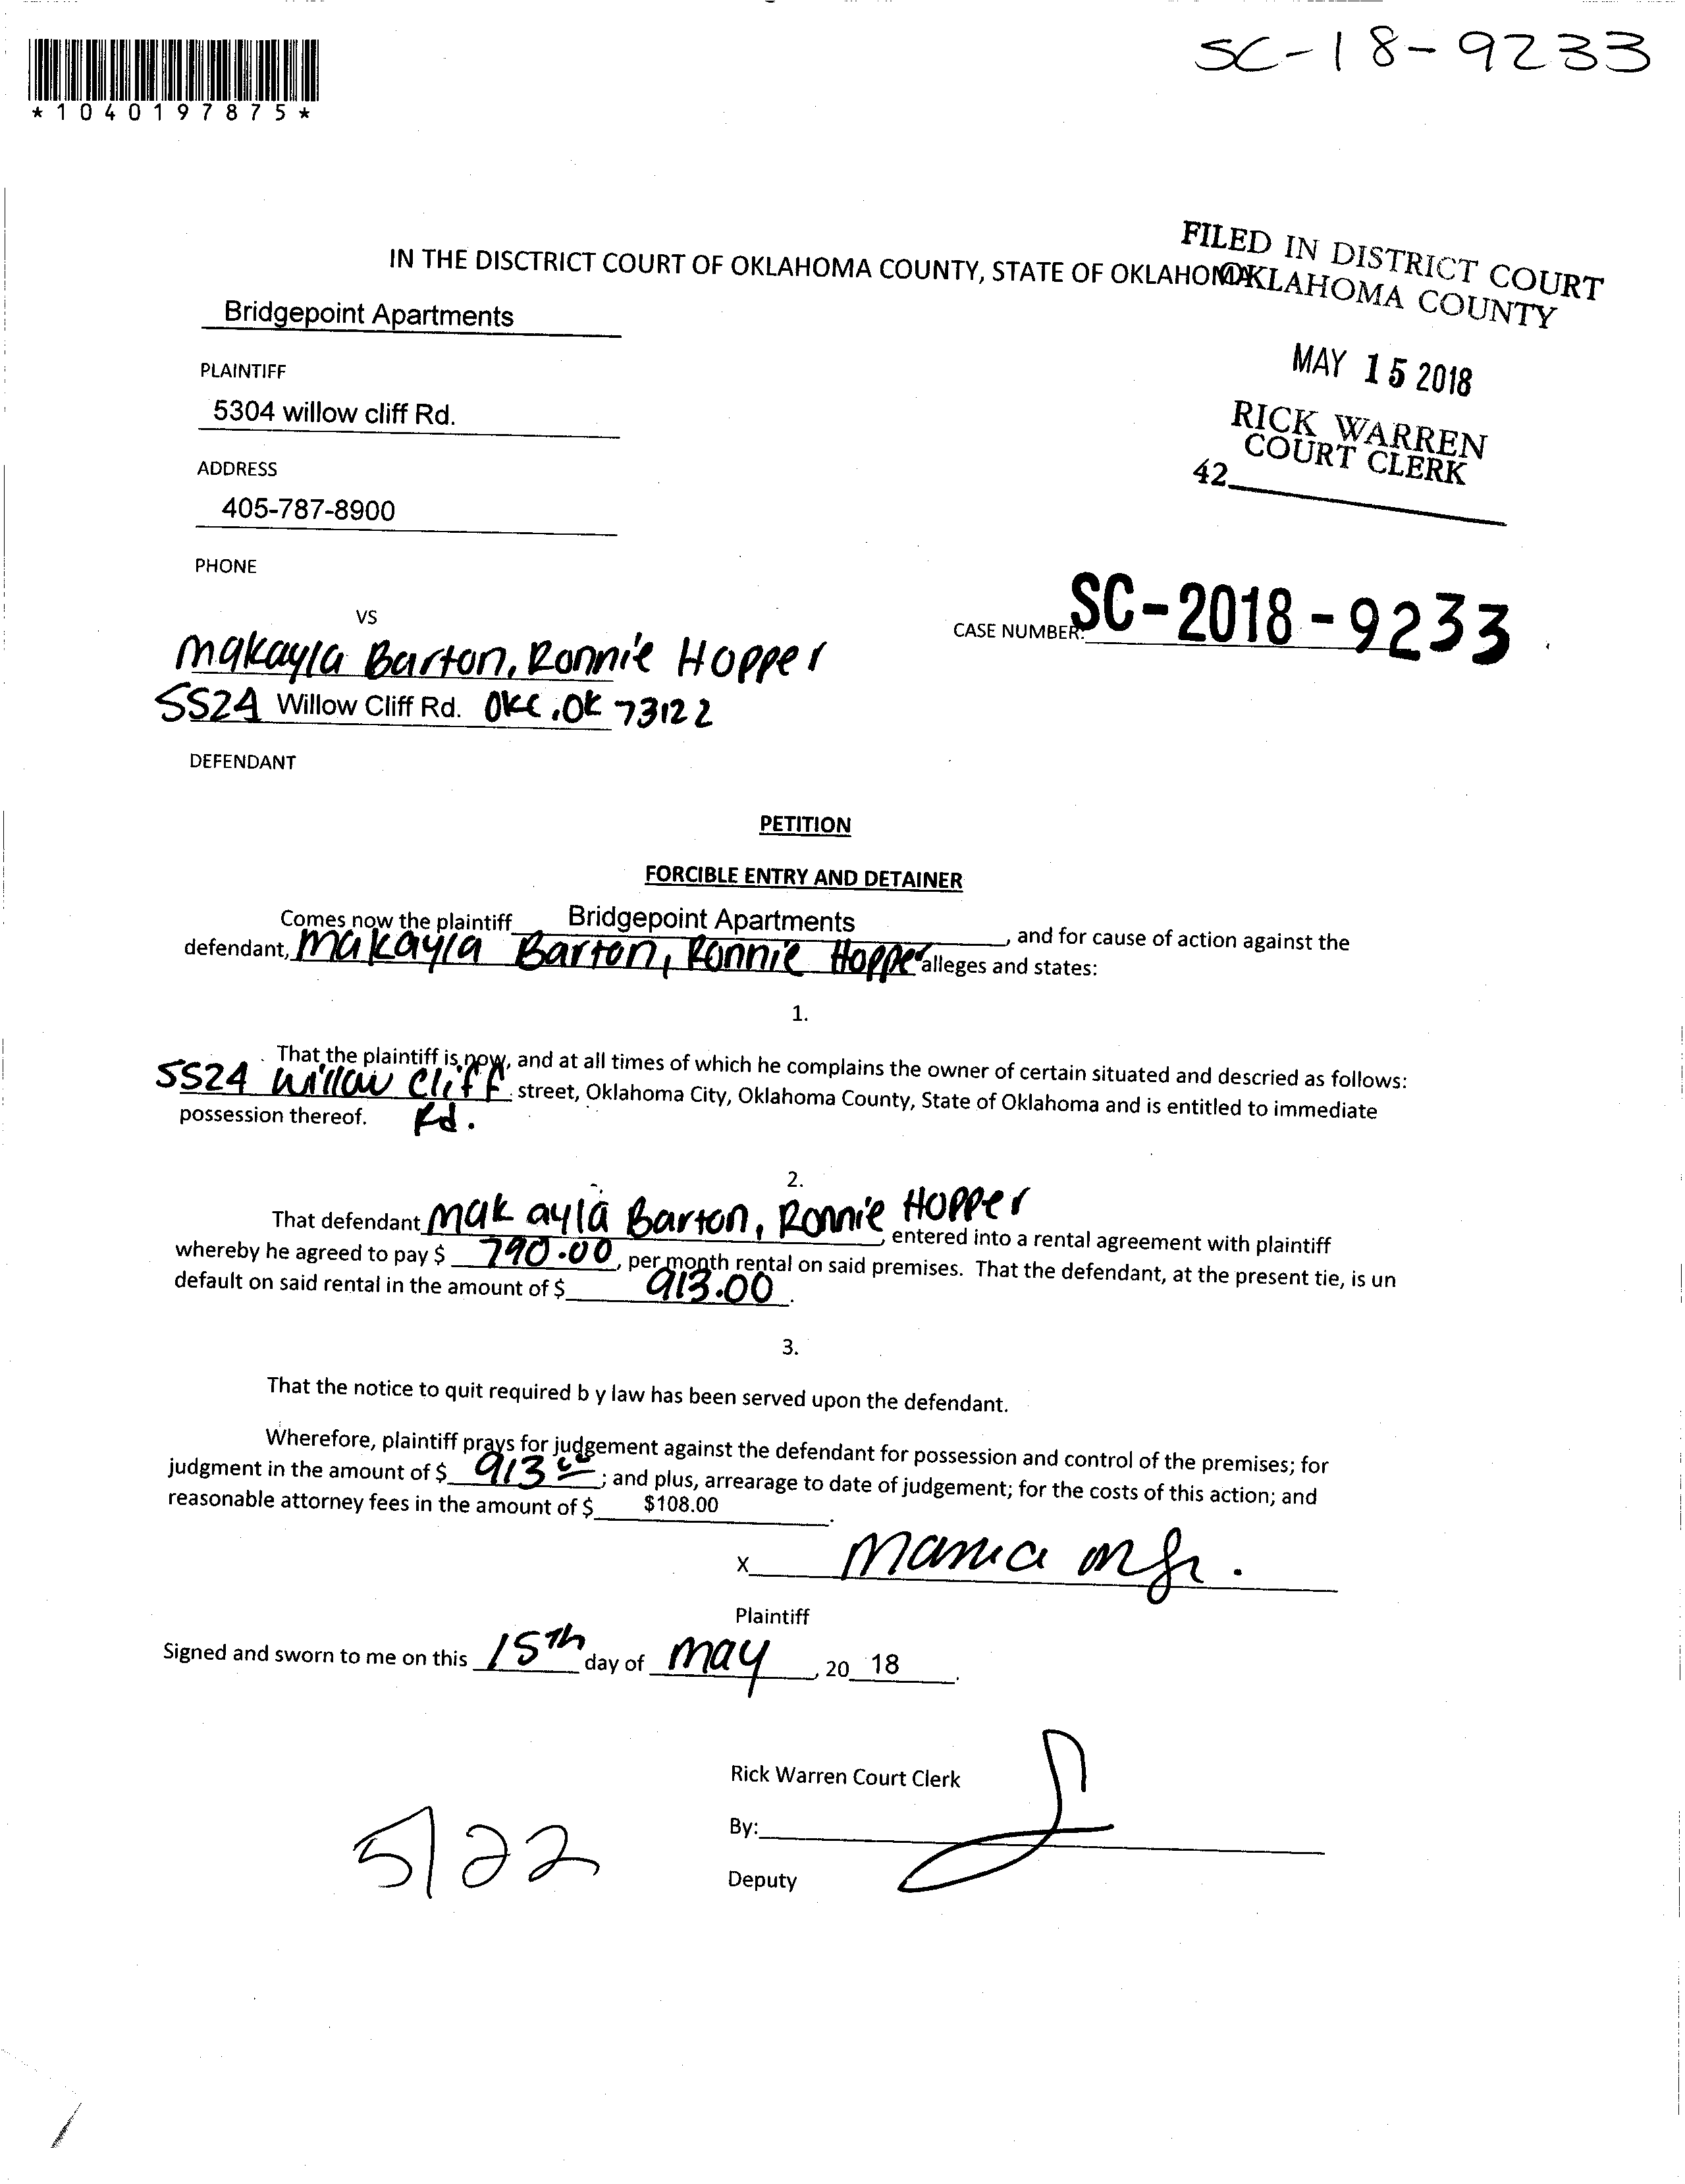 SC-18-9233
*1040197875*
FILED IN DISTRICT COURT
OKLAHOMA COUNTY
IN THE DISCTRICT COURT OF OKLAHOMA COUNTY, STATE OF OKLAHOMA
Bridgepoint Apartments
MAY 15 2018
PLAINTIFF
5304 willow cliff Rd.
RICK WARREN
COURT CLERK
ADDRESS
42
405-787-8900
PHONE
VS
CASE NUMBER: SC-2018-9233
Makayla Barton, Ronnie Hopper
5524 Willow Cliff Rd. OKC, OK 73122
DEFENDANT
PETITION
FORCIBLE ENTRY AND DETAINER
Comes now the plaintiff Bridgepoint Apartments, and for cause of action against the
defendant, Makayla Barton, Ronnie Hopper alleges and states:
1.
That the plaintiff is now, and at all times of which he complains the owner of certain situated and descried as follows:
5524 Willow Cliff street, Oklahoma City, Oklahoma County, State of Oklahoma and is entitled to immediate
possession thereof. Rd.
2.
That defendant Makayla Barton, Ronnie Hopper, entered into a rental agreement with plaintiff
whereby he agreed to pay $ 790.00, per month rental on said premises. That the defendant, at the present tie, is un
default on said rental in the amount of $ 913.00.
3.
That the notice to quit required b y law has been served upon the defendant.
Wherefore, plaintiff prays for judgement against the defendant for possession and control of the premises; for
judgment in the amount of $ 913 00; and plus, arrearage to date of judgement; for the costs of this action; and
reasonable attorney fees in the amount of $ $108.00.
X mgr.
Plaintiff
Signed and sworn to me on this 15th day of May, 20 18.
Rick Warren Court Clerk
By:
Deputy
5/22